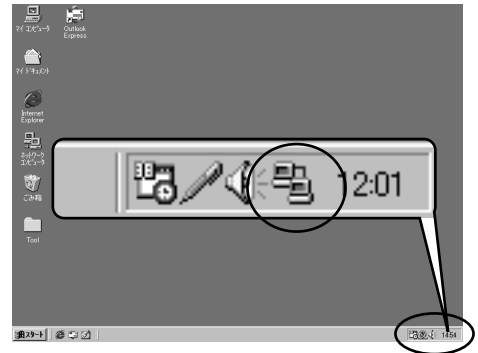 マイ コンピュータ
Outlook
Express
マイ ドキュメント
Internet
Explorer
ネットワーク
コンピュータ
ごみ箱
Tool
12:01
スタート
14:54